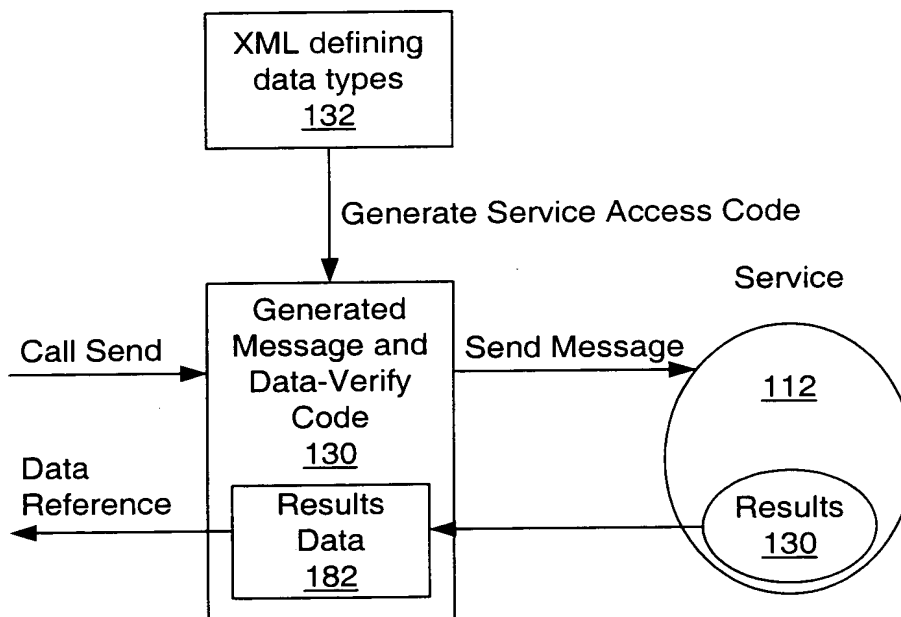 XML defining
data types
132
Generate Service Access Code
Service
Call Send
Generated
Message and
Data-Verify
Code
130
Send Message
112
Data
Reference
Results
Data
182
Results
130